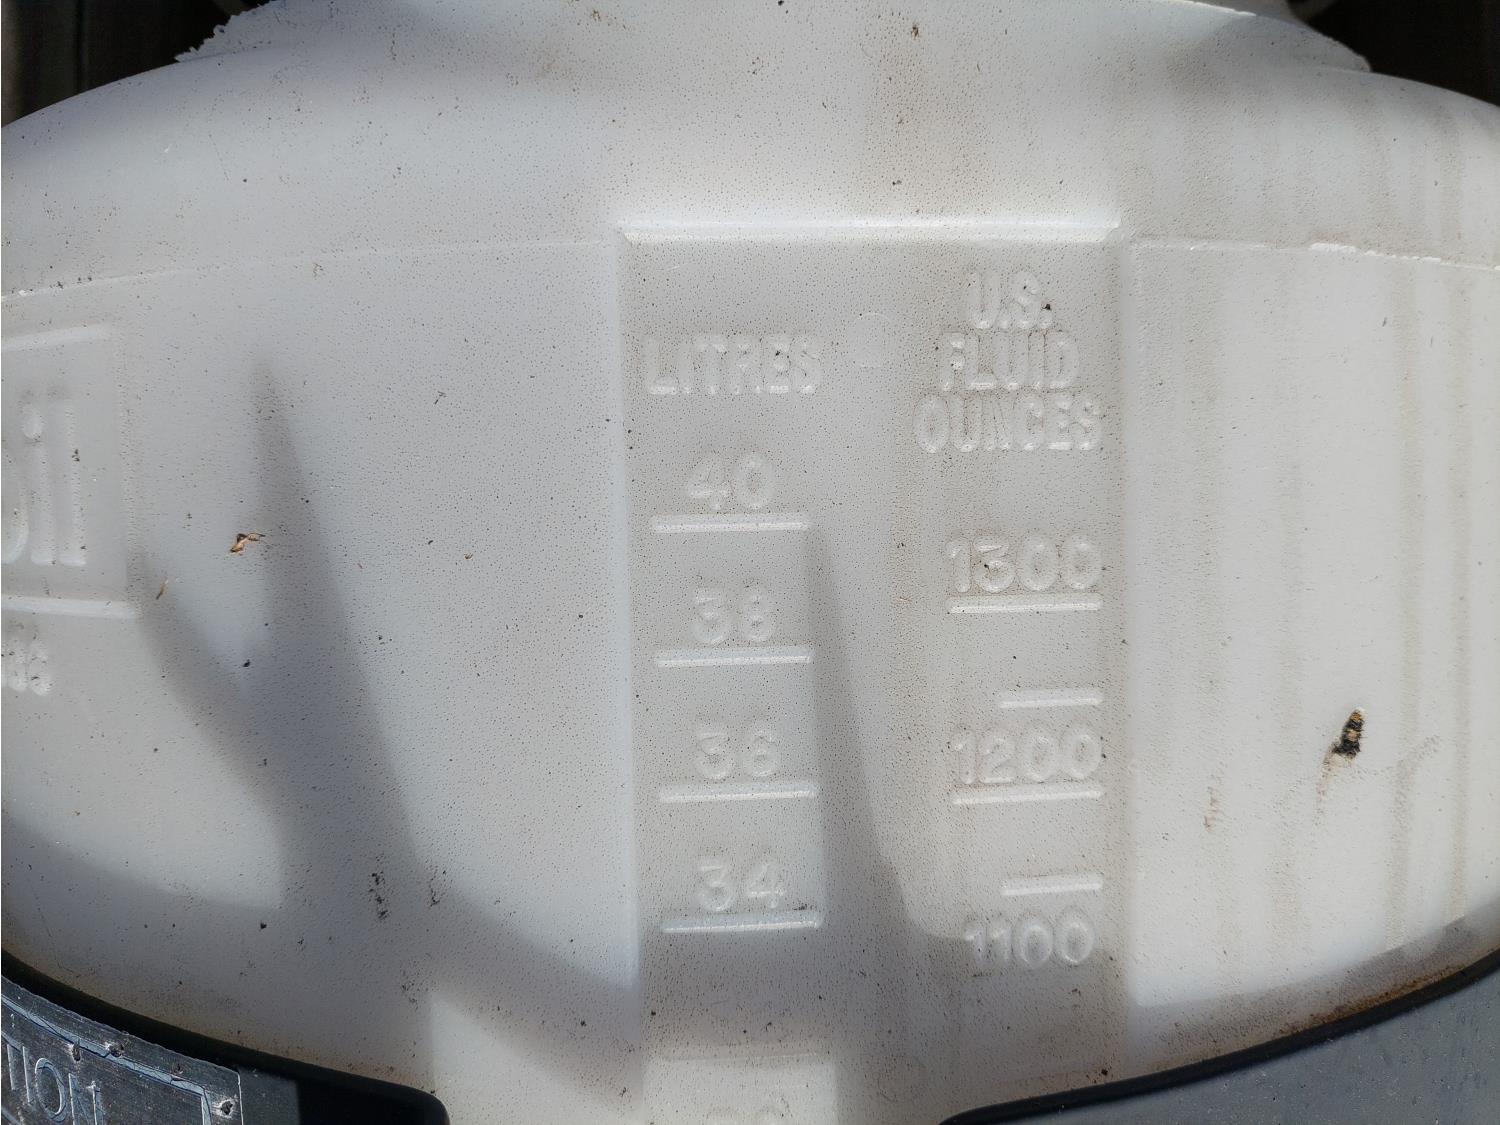 LITRES
40
38
36
34
U.S.
FLUID
OUNCES
1300
1200
1100